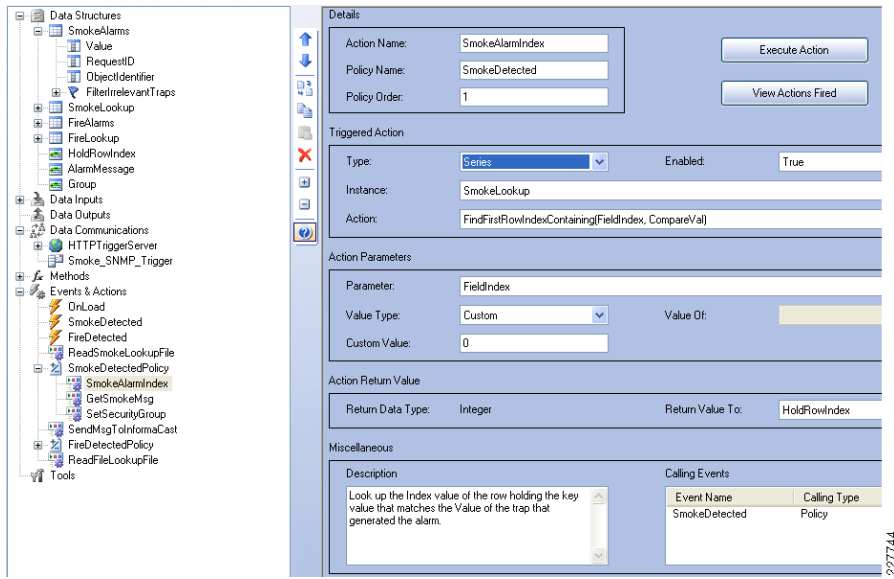 Data Structures
SmokeAlarms
Value
RequestID
ObjectIdentifier
FilterIrrelevantTraps
SmokeLookup
FireAlarms
FireLookup
HoldRowIndex
AlarmMessage
Group
Data Inputs
Data Outputs
Data Communications
HTTPTriggerServer
Smoke_SNMP_Trigger
Methods
Events & Actions
OnLoad
SmokeDetected
FireDetected
ReadSmokeLookupFile
SmokeDetectedPolicy
SmokeAlarmIndex
GetSmokeMsg
SetSecurityGroup
SendMsgToInformaCast
FireDetectedPolicy
ReadFileLookupFile
Tools
Details
Action Name: SmokeAlarmIndex
Execute Action
Policy Name: SmokeDetected
Policy Order: 1
View Actions Fired
Triggered Action
Type: Series Enabled: True
Instance: SmokeLookup
Action: FindFirstRowIndexContaining(FieldIndex, CompareVal)
Action Parameters
Parameter: FieldIndex
Value Type: Custom Value Of:
Custom Value: 0
Action Return Value
Return Data Type: Integer Return Value To: HoldRowIndex
Miscellaneous
Description
Look up the Index value of the row holding the key
value that matches the Value of the trap that
generated the alarm.
Calling Events
Event Name Calling Type
SmokeDetected Policy
227744